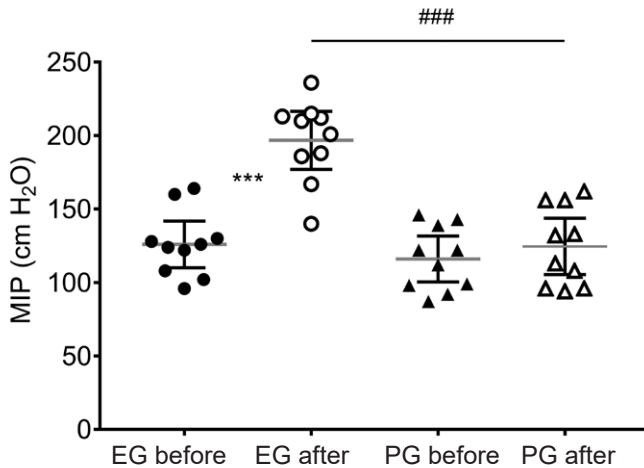 ###
250
200
150
100
50
0
MIP (cm H₂O)
***
EG before
EG after
PG before
PG after